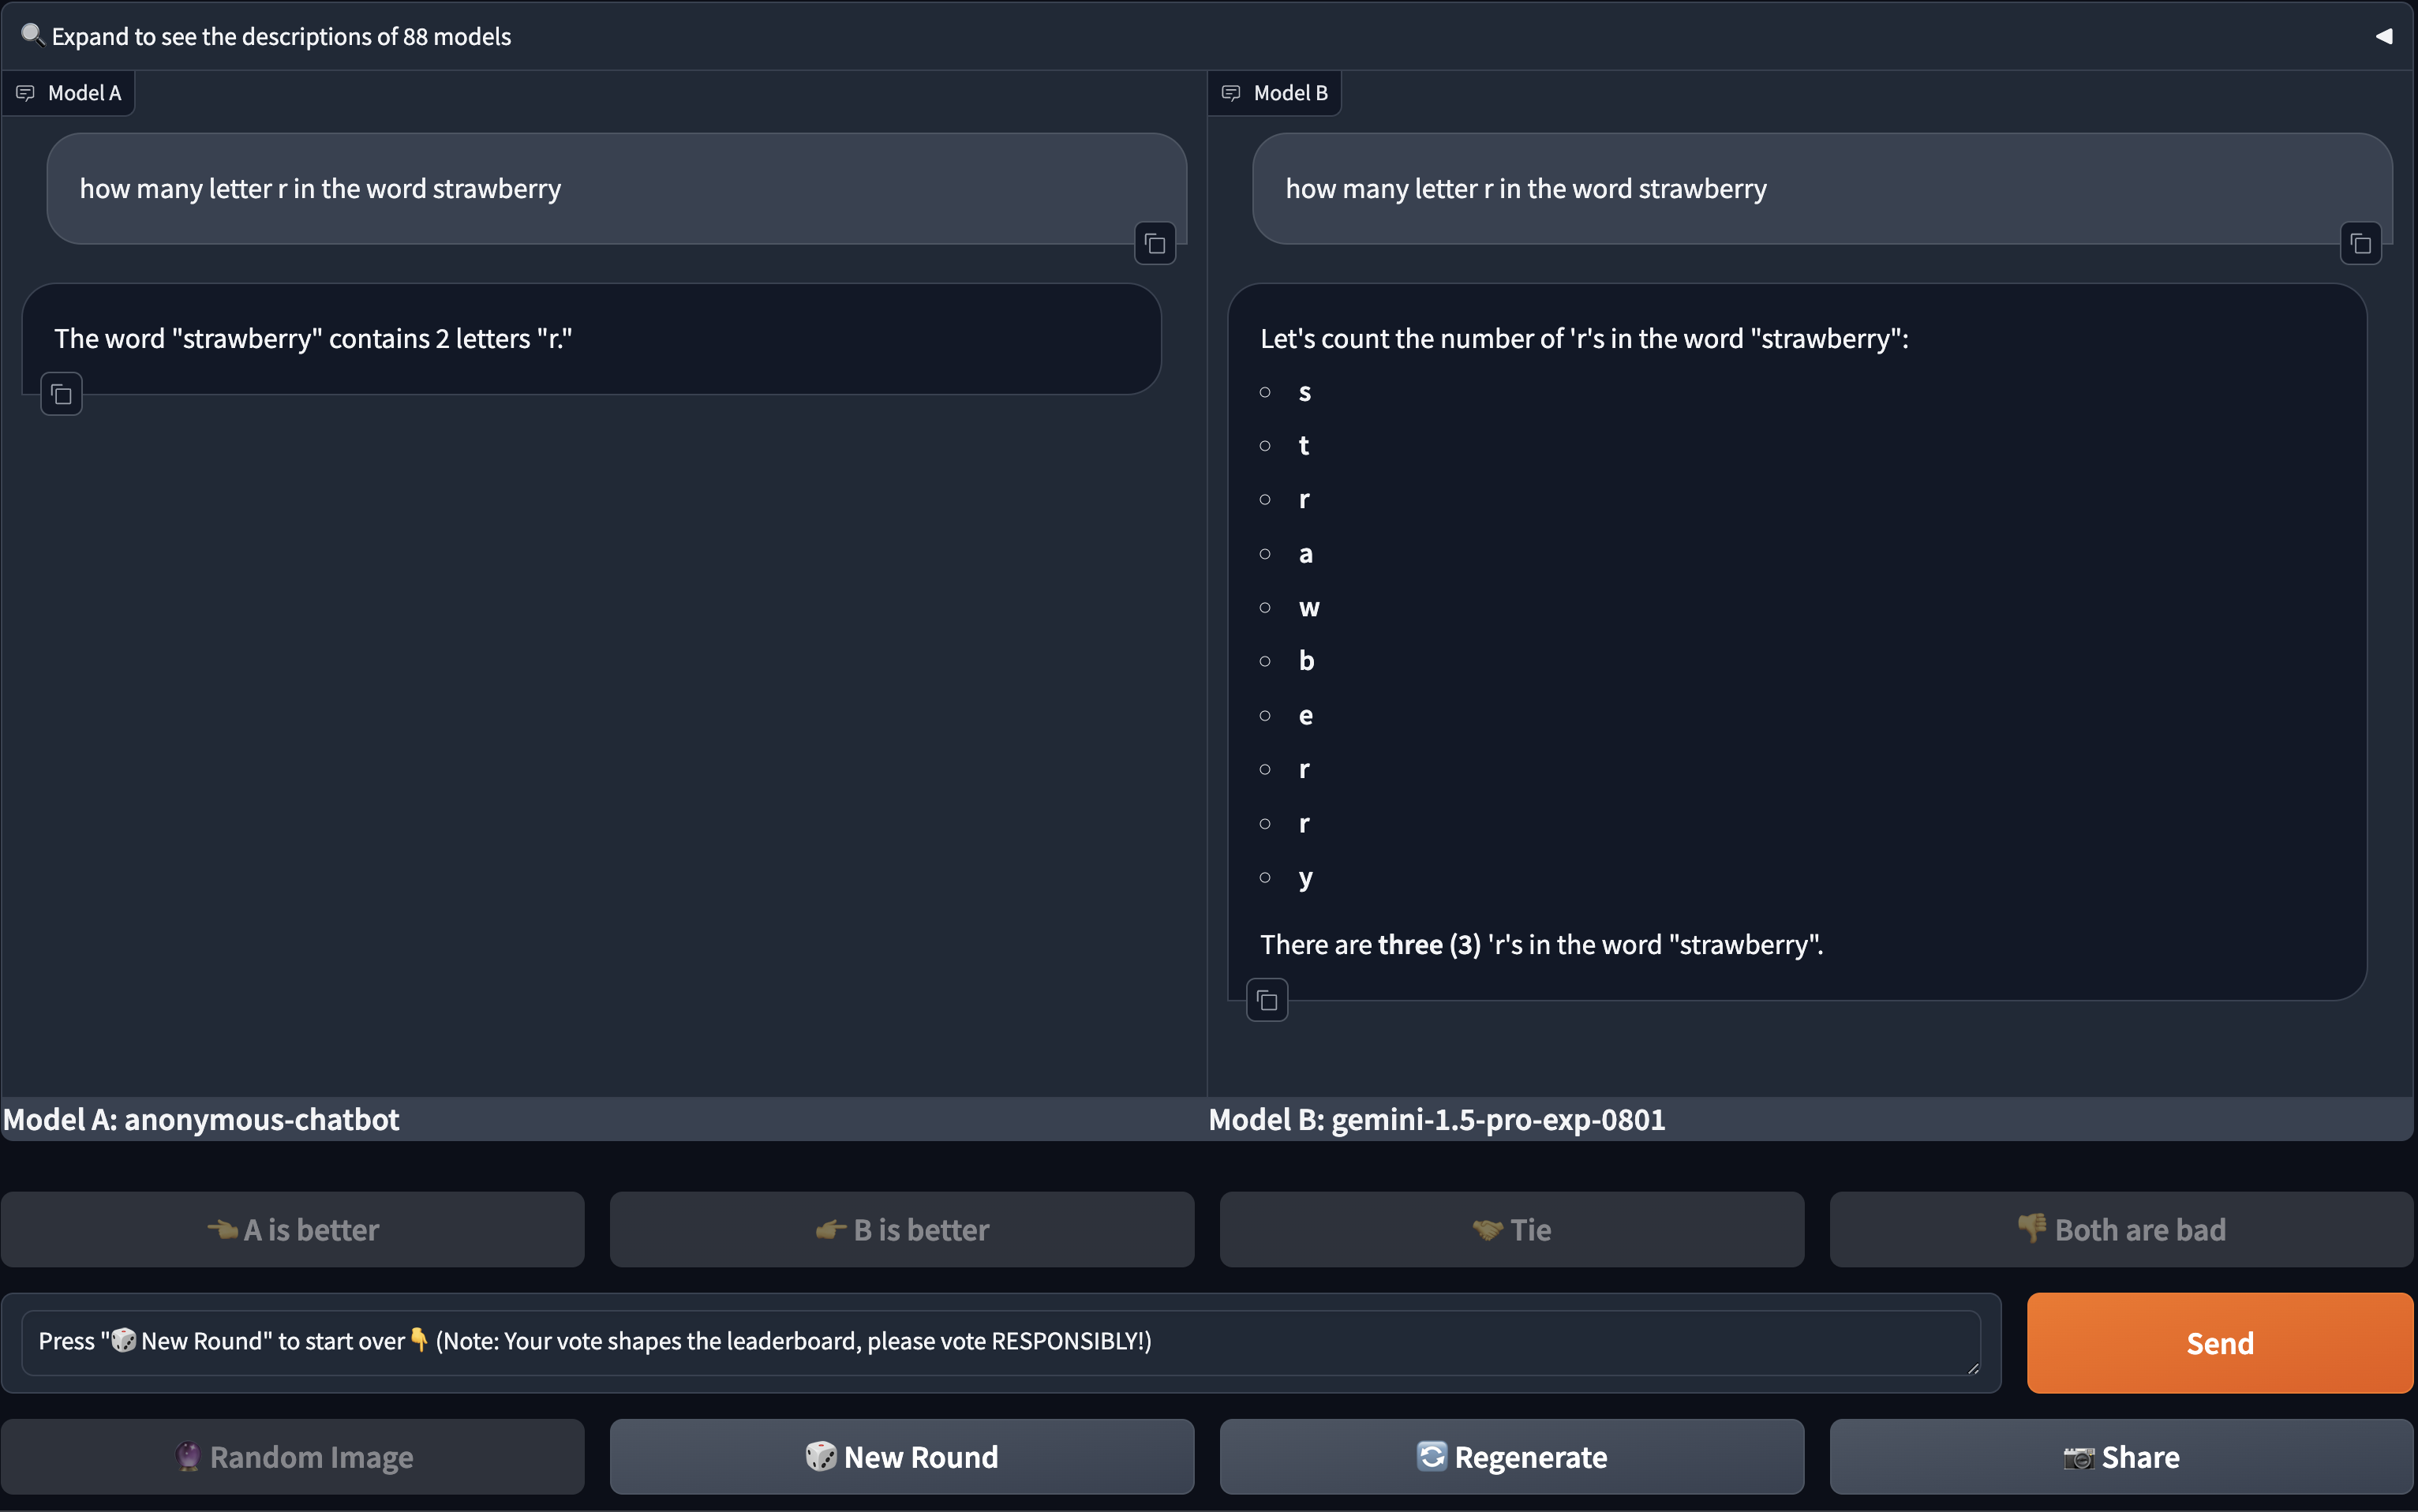 🔍 Expand to see the descriptions of 88 models
Model A
how many letter r in the word strawberry
The word "strawberry" contains 2 letters "r."
Model B
how many letter r in the word strawberry
Let's count the number of 'r's in the word "strawberry":
s
t
r
a
w
b
e
r
r
y
There are three (3) 'r's in the word "strawberry".
Model A: anonymous-chatbot
Model B: gemini-1.5-pro-exp-0801
👈 A is better
👉 B is better
🤝 Tie
👎 Both are bad
Press "🎲 New Round" to start over👇 (Note: Your vote shapes the leaderboard, please vote RESPONSIBLY!)
Send
🔮 Random Image
🎲 New Round
🔄 Regenerate
📷 Share